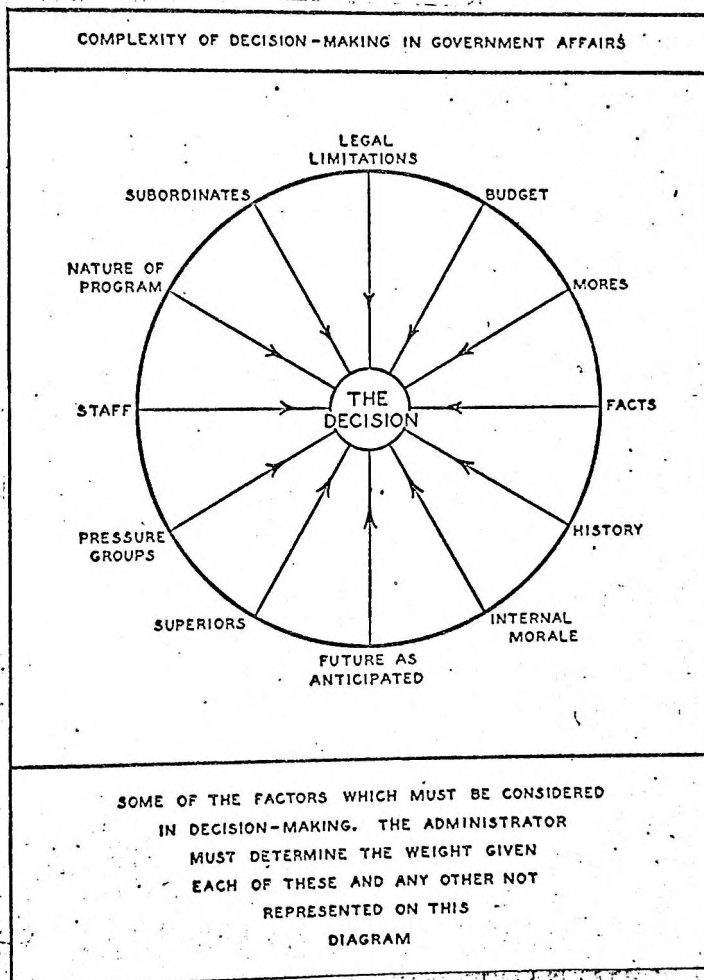 COMPLEXITY OF DECISION-MAKING IN GOVERNMENT AFFAIRS
LEGAL
LIMITATIONS
BUDGET
MORES
FACTS
HISTORY
INTERNAL
MORALE
FUTURE AS
ANTICIPATED
SUPERIORS
PRESSURE
GROUPS
STAFF
NATURE OF
PROGRAM
SUBORDINATES
THE
DECISION
SOME OF THE FACTORS WHICH MUST BE CONSIDERED
IN DECISION-MAKING. THE ADMINISTRATOR
MUST DETERMINE THE WEIGHT GIVEN
EACH OF THESE AND ANY OTHER NOT
REPRESENTED ON THIS
DIAGRAM